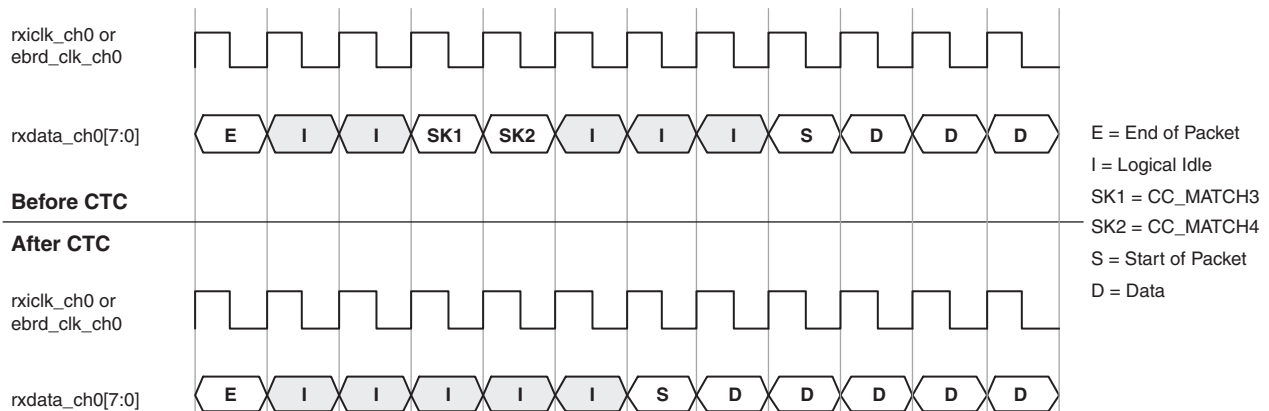 rxiclk_ch0 or
ebrd_clk_ch0
rxdata_ch0[7:0]
E I I SK1 SK2 I I I S D D D
Before CTC
After CTC
rxiclk_ch0 or
ebrd_clk_ch0
rxdata_ch0[7:0]
E I I I I I S D D D D D
E = End of Packet
I = Logical Idle
SK1 = CC_MATCH3
SK2 = CC_MATCH4
S = Start of Packet
D = Data